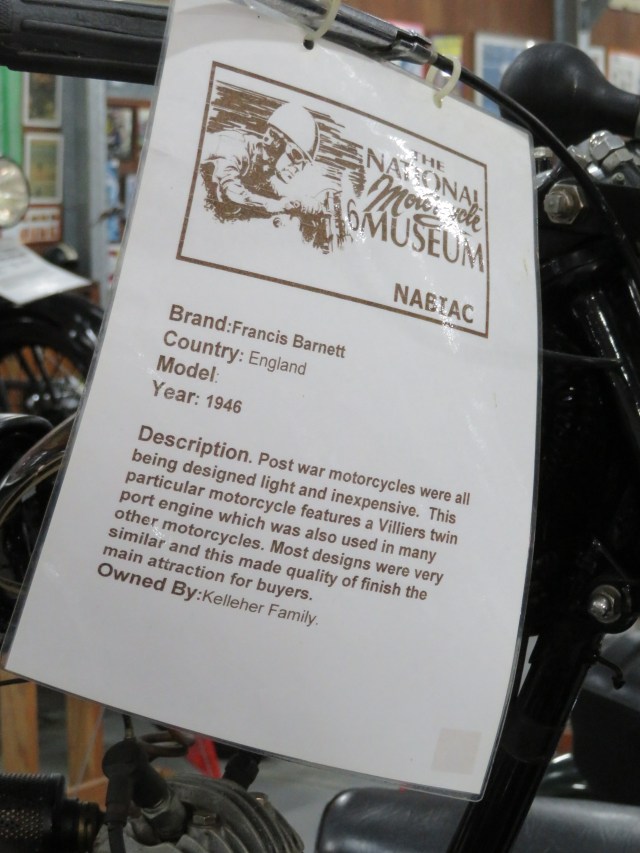 THE
NATIONAL
Motorcycle
MUSEUM
NABIAC
6
Brand:Francis Barnett
Country: England
Model:
Year: 1946
Description. Post war motorcycles were all
being designed light and inexpensive. This
particular motorcycle features a Villiers twin
port engine which was also used in many
other motorcycles. Most designs were very
similar and this made quality of finish the
main attraction for buyers.
Owned By:Kelleher Family.